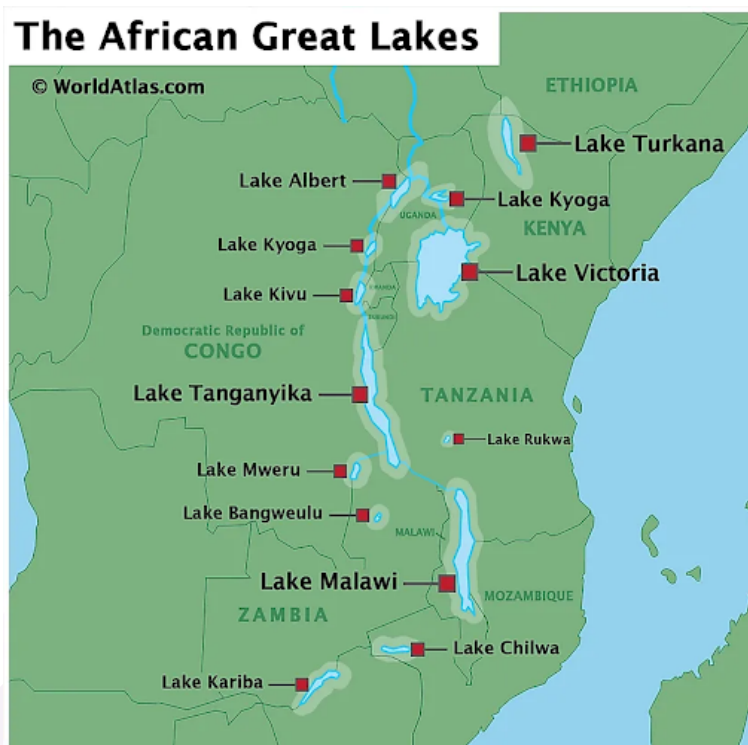 The African Great Lakes
© WorldAtlas.com
ETHIOPIA
Lake Turkana
Lake Albert
Lake Kyoga
UGANDA
KENYA
Lake Kyoga
Lake Victoria
Lake Kivu
RWANDA
BURUNDI
Democratic Republic of
CONGO
Lake Tanganyika
TANZANIA
Lake Rukwa
Lake Mweru
Lake Bangweulu
MALAWI
Lake Malawi
MOZAMBIQUE
ZAMBIA
Lake Chilwa
Lake Kariba